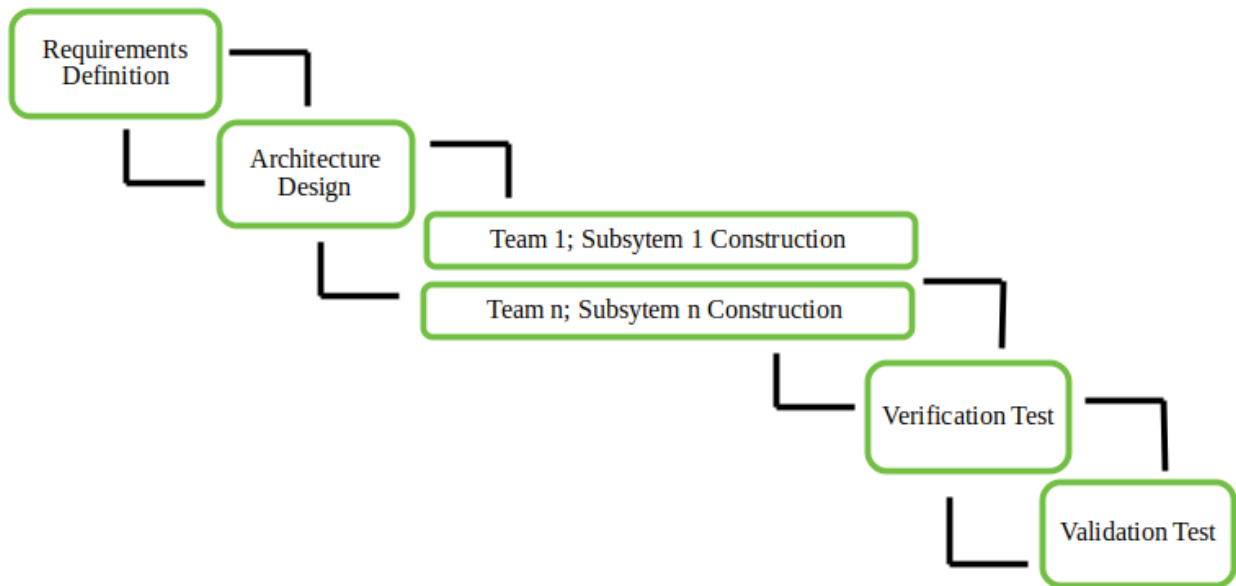 Requirements
Definition
Architecture
Design
Team 1; Subsytem 1 Construction
Team n; Subsytem n Construction
Verification Test
Validation Test